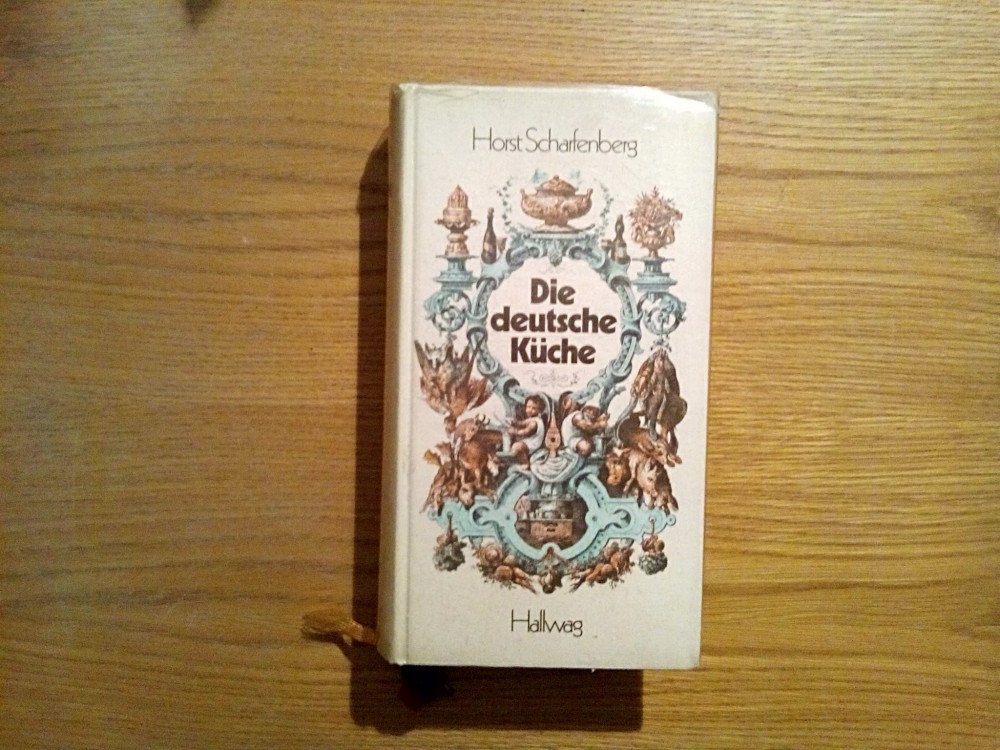 Horst Scharfenberg
Die
deutsche
Küche
Hallwag